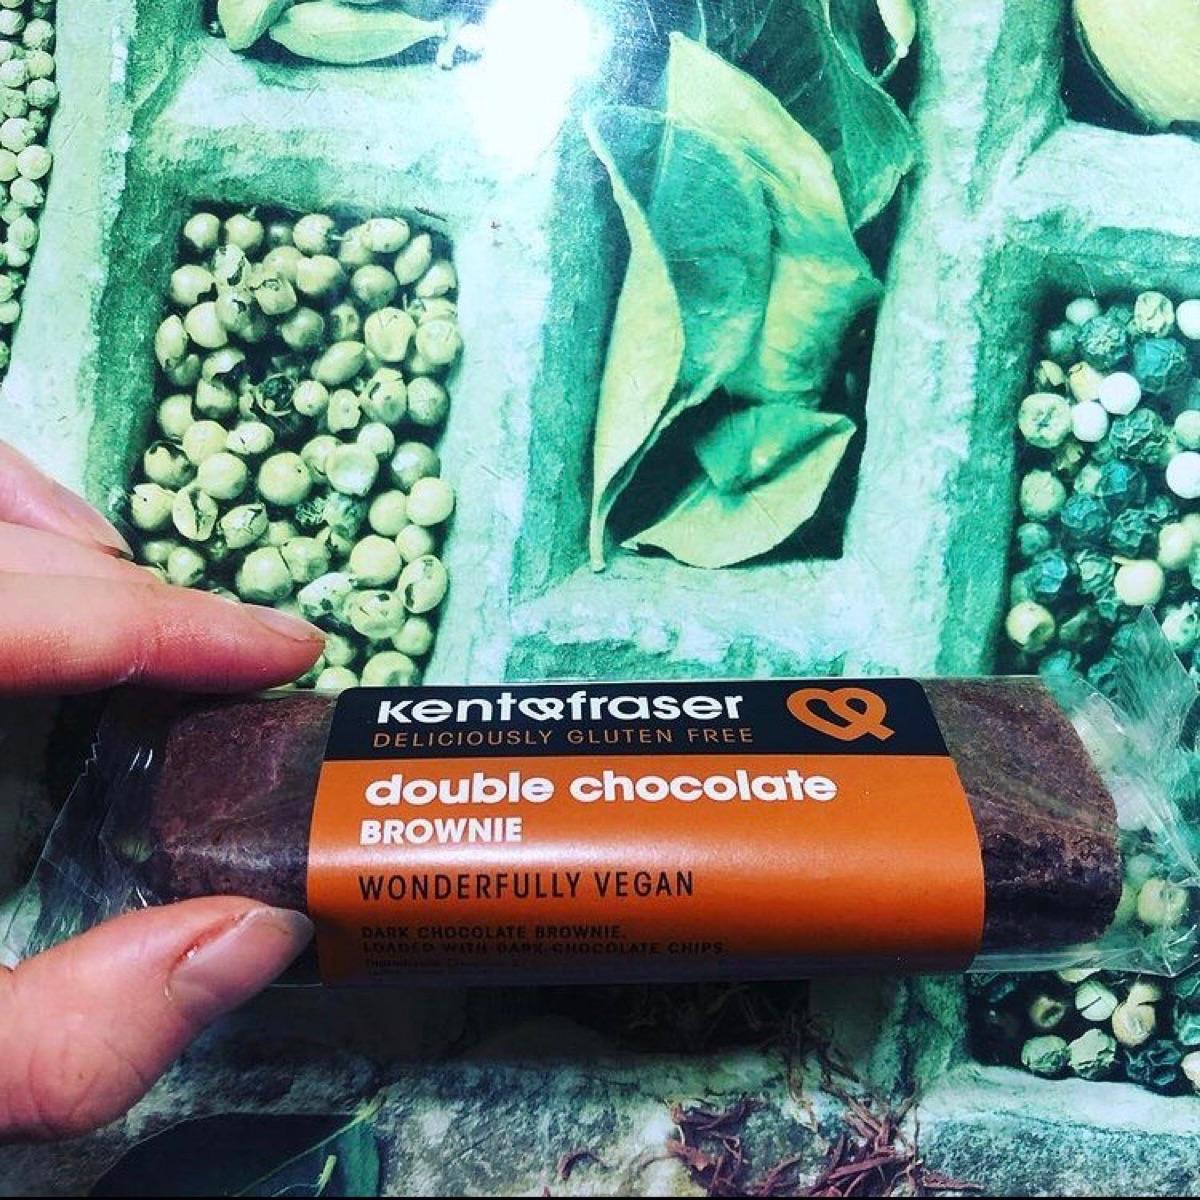 kent&fraser
DELICIOUSLY GLUTEN FREE
double chocolate
BROWNIE
WONDERFULLY VEGAN
DARK CHOCOLATE BROWNIE,
LOADED WITH DARK CHOCOLATE CHIPS